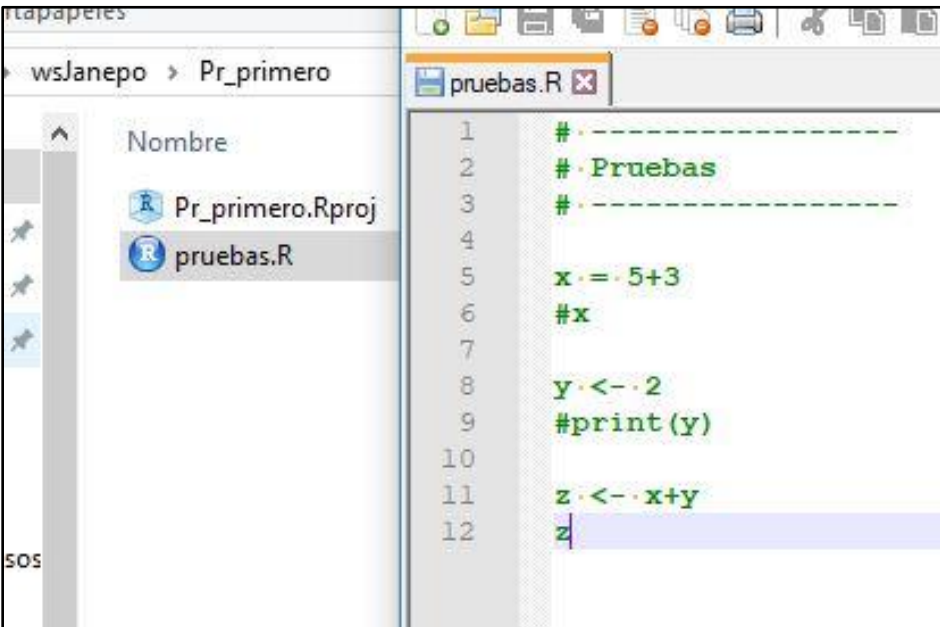 wsJanepo > Pr_primero
Nombre
Pr_primero.Rproj
pruebas.R
sos
pruebas.R
1 # -----------------
2 # Pruebas
3 # -----------------
4
5 x = 5+3
6 #x
7
8 y <- 2
9 #print(y)
10
11 z <- x+y
12 z